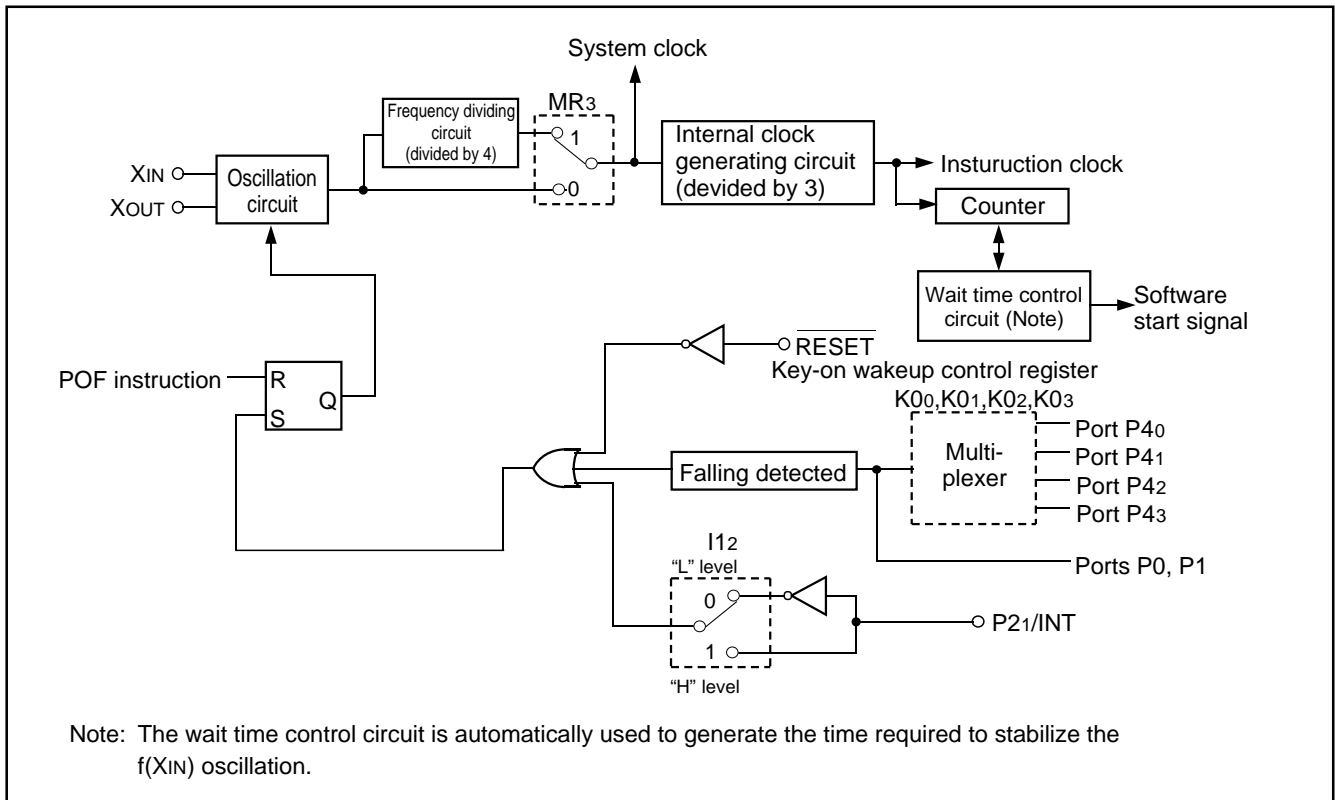 System clock
Frequency dividing
circuit
(divided by 4)
MR3
1
0
XIN
XOUT
Oscillation
circuit
Internal clock
generating circuit
(devided by 3)
Insturuction clock
Counter
Wait time control
circuit (Note)
Software
start signal
RESET
Key-on wakeup control register
K00,K01,K02,K03
POF instruction
R
S
Q
Falling detected
Multi-
plexer
Port P40
Port P41
Port P42
Port P43
Ports P0, P1
I12
“L” level
0
1
“H” level
P21/INT
Note: The wait time control circuit is automatically used to generate the time required to stabilize the
f(XIN) oscillation.